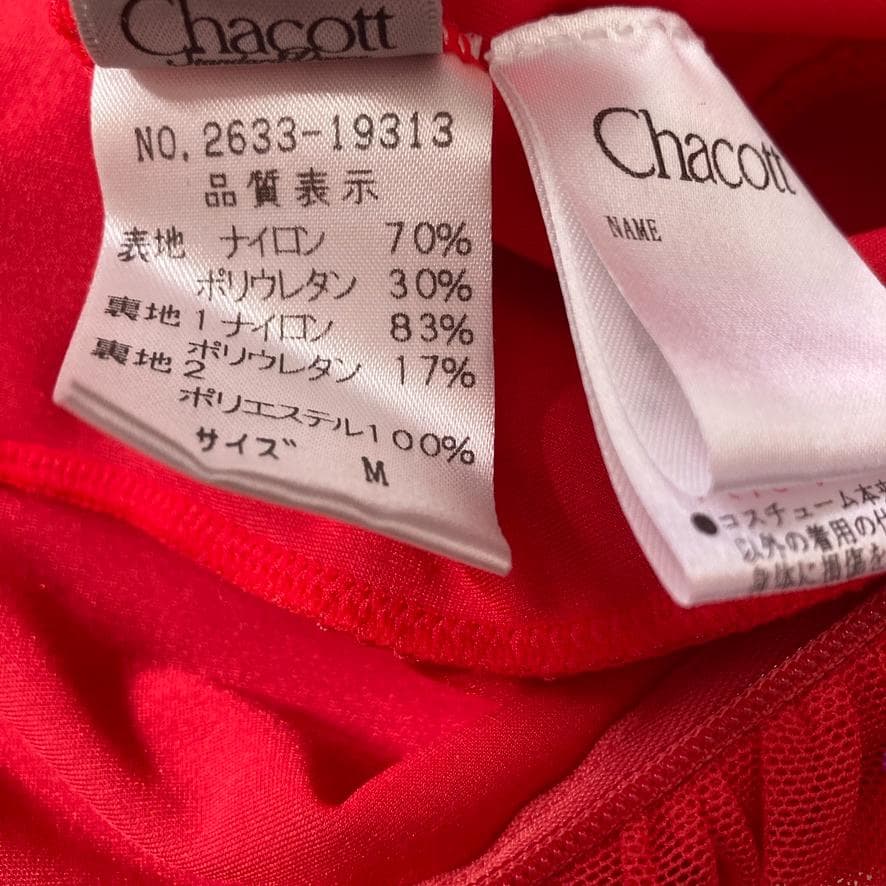 Chacott
NO. 2633-19313
品質表示
表地 ナイロン 70%
ポリウレタン 30%
裏地1 ナイロン 83%
ポリウレタン 17%
裏地2
ポリエステル 100%
サイズ M
Chacott
NAME
●コスチューム本来
以外の着用の仕
身体に損傷を